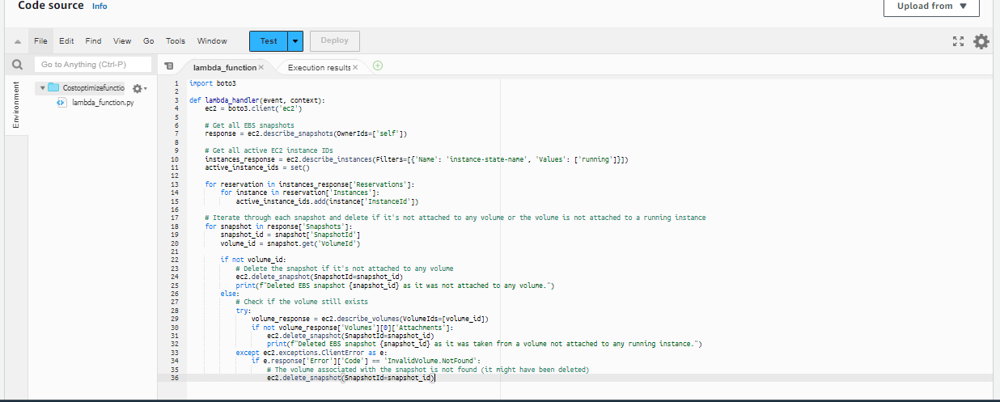 Code source Info
Upload from ▼
File Edit Find View Go Tools Window Test Deploy
Go to Anything (Ctrl-P)
lambda_function × Execution results ×
Environment
Costoptimizefunctio
lambda_function.py
1 import boto3
2
3 def lambda_handler(event, context):
4 ec2 = boto3.client('ec2')
5
6 # Get all EBS snapshots
7 response = ec2.describe_snapshots(OwnerIds=['self'])
8
9 # Get all active EC2 instance IDs
10 instances_response = ec2.describe_instances(Filters=[{'Name': 'instance-state-name', 'Values': ['running']}])
11 active_instance_ids = set()
12
13 for reservation in instances_response['Reservations']:
14 for instance in reservation['Instances']:
15 active_instance_ids.add(instance['InstanceId'])
16
17 # Iterate through each snapshot and delete if it's not attached to any volume or the volume is not attached to a running instance
18 for snapshot in response['Snapshots']:
19 snapshot_id = snapshot['SnapshotId']
20 volume_id = snapshot.get('VolumeId')
21
22 if not volume_id:
23 # Delete the snapshot if it's not attached to any volume
24 ec2.delete_snapshot(SnapshotId=snapshot_id)
25 print(f"Deleted EBS snapshot {snapshot_id} as it was not attached to any volume.")
26 else:
27 # Check if the volume still exists
28 try:
29 volume_response = ec2.describe_volumes(VolumeIds=[volume_id])
30 if not volume_response['Volumes'][0]['Attachments']:
31 ec2.delete_snapshot(SnapshotId=snapshot_id)
32 print(f"Deleted EBS snapshot {snapshot_id} as it was taken from a volume not attached to any running instance.")
33 except ec2.exceptions.ClientError as e:
34 if e.response['Error']['Code'] == 'InvalidVolume.NotFound':
35 # The volume associated with the snapshot is not found (it might have been deleted)
36 ec2.delete_snapshot(SnapshotId=snapshot_id)